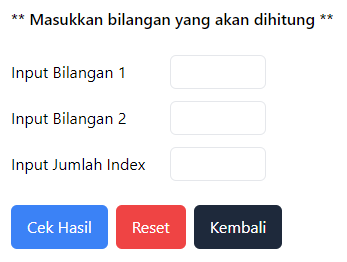 ** Masukkan bilangan yang akan dihitung **
Input Bilangan 1
Input Bilangan 2
Input Jumlah Index
Cek Hasil Reset Kembali